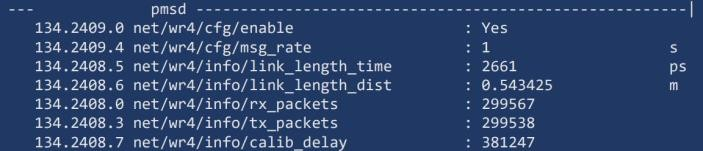 --- pmsd ------------------------------------------------------|
134.2409.0 net/wr4/cfg/enable : Yes
134.2409.4 net/wr4/cfg/msg_rate : 1 s
134.2408.5 net/wr4/info/link_length_time : 2661 ps
134.2408.6 net/wr4/info/link_length_dist : 0.543425 m
134.2408.0 net/wr4/info/rx_packets : 299567
134.2408.3 net/wr4/info/tx_packets : 299538
134.2408.7 net/wr4/info/calib_delay : 381247